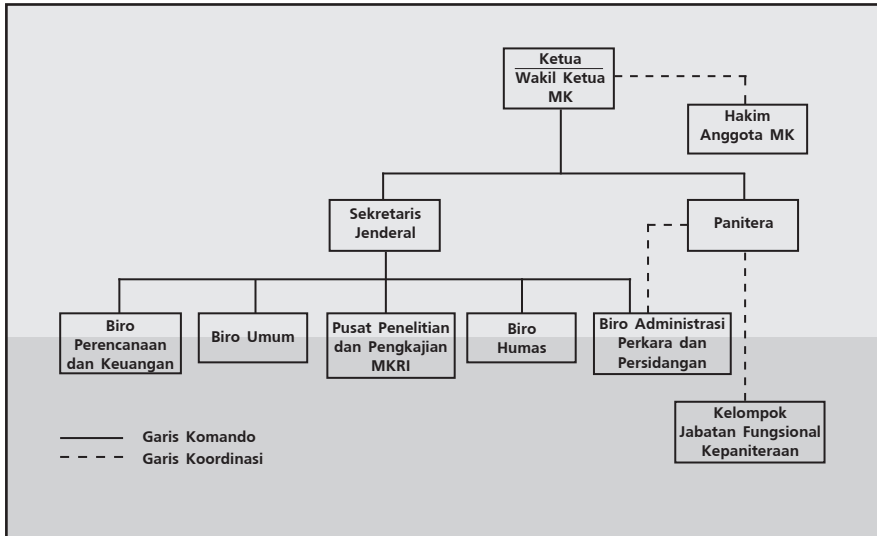 Ketua
Wakil Ketua
MK
Hakim
Anggota MK
Sekretaris
Jenderal
Panitera
Biro
Perencanaan
dan Keuangan
Biro Umum
Pusat Penelitian
dan Pengkajian
MKRI
Biro
Humas
Biro Administrasi
Perkara dan
Persidangan
Kelompok
Jabatan Fungsional
Kepaniteraan
Garis Komando
Garis Koordinasi